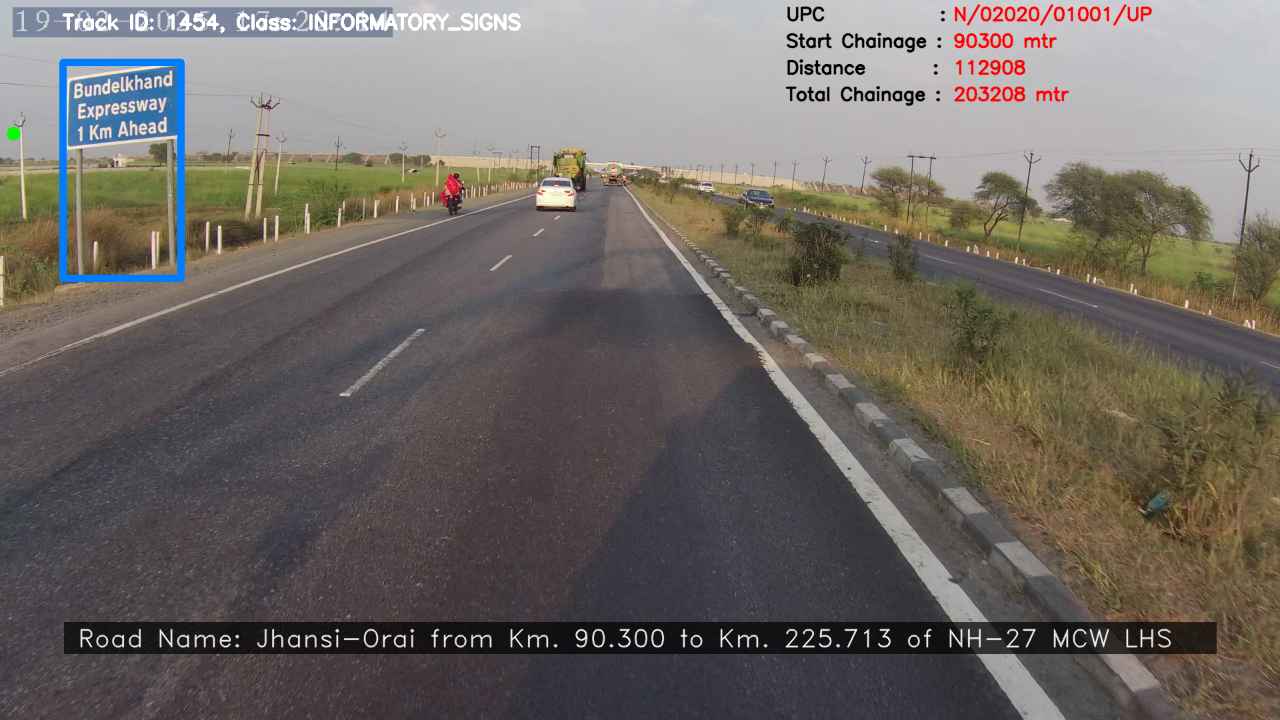 Track ID: 1454, Class: INFORMATORY_SIGNS
UPC : N/02020/01001/UP
Start Chainage : 90300 mtr
Distance : 112908
Total Chainage : 203208 mtr
Bundelkhand
Expressway
1 Km Ahead
Road Name: Jhansi-Orai from Km. 90.300 to Km. 225.713 of NH-27 MCW LHS